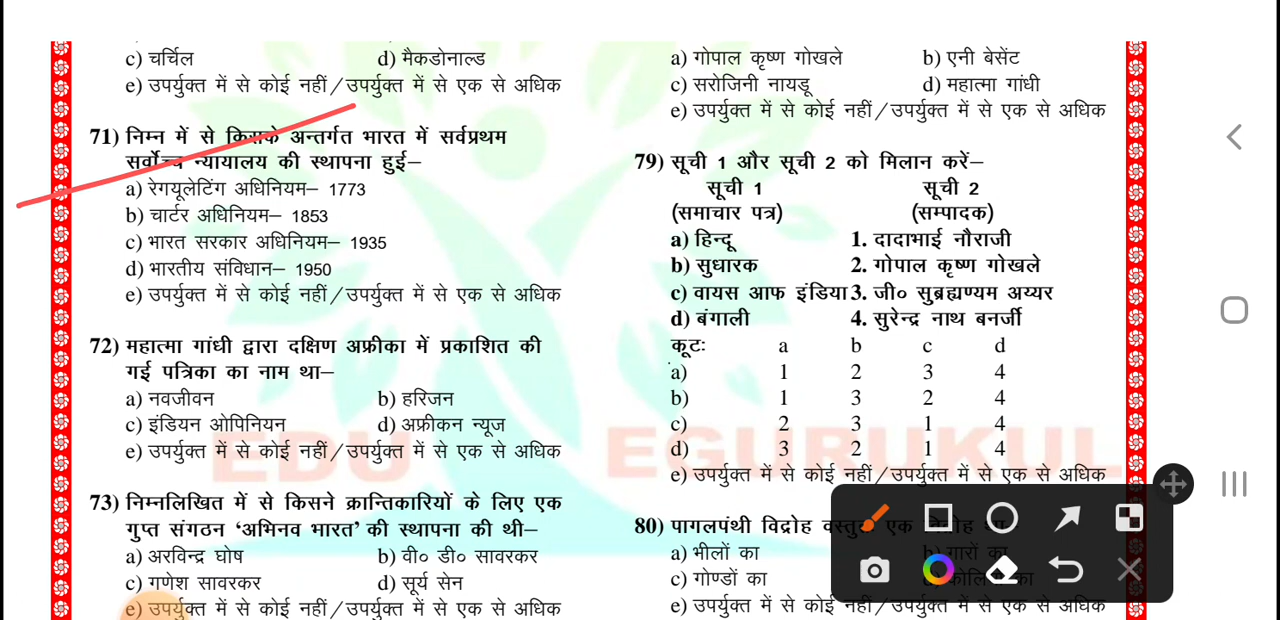 c) चर्चिल d) मैकडोनाल्ड
e) उपर्युक्त में से कोई नहीं/उपर्युक्त में से एक से अधिक
71) निम्न में से किसके अन्तर्गत भारत में सर्वप्रथम
सर्वोच्च न्यायालय की स्थापना हुई–
a) रेगयूलेटिंग अधिनियम– 1773
b) चार्टर अधिनियम– 1853
c) भारत सरकार अधिनियम– 1935
d) भारतीय संविधान– 1950
e) उपर्युक्त में से कोई नहीं/उपर्युक्त में से एक से अधिक
72) महात्मा गांधी द्वारा दक्षिण अफ्रीका में प्रकाशित की
गई पत्रिका का नाम था–
a) नवजीवन b) हरिजन
c) इंडियन ओपिनियन d) अफ्रीकन न्यूज
e) उपर्युक्त में से कोई नहीं/उपर्युक्त में से एक से अधिक
73) निम्नलिखित में से किसने क्रान्तिकारियों के लिए एक
गुप्त संगठन ‘अभिनव भारत’ की स्थापना की थी–
a) अरविन्द्र घोष b) वी० डी० सावरकर
c) गणेश सावरकर d) सूर्य सेन
e) उपर्युक्त में से कोई नहीं/उपर्युक्त में से एक से अधिक
a) गोपाल कृष्ण गोखले b) एनी बेसेंट
c) सरोजिनी नायडू d) महात्मा गांधी
e) उपर्युक्त में से कोई नहीं/उपर्युक्त में से एक से अधिक
79) सूची 1 और सूची 2 को मिलान करें–
सूची 1 सूची 2
(समाचार पत्र) (सम्पादक)
a) हिन्दू 1. दादाभाई नौराजी
b) सुधारक 2. गोपाल कृष्ण गोखले
c) वायस आफ इंडिया 3. जी० सुब्रह्मण्यम अय्यर
d) बंगाली 4. सुरेन्द्र नाथ बनर्जी
कूटः a b c d
a) 1 2 3 4
b) 1 3 2 4
c) 2 3 1 4
d) 3 2 1 4
e) उपर्युक्त में से कोई नहीं/उपर्युक्त में से एक से अधिक
80) पागलपंथी विद्रोह वस्तुतः एक विद्रोह था
a) भीलों का b) गारों का
c) गोण्डों का
e) उपर्युक्त में से कोई नहीं/उपर्युक्त में से एक से अधिक
EDU EGURUKUL